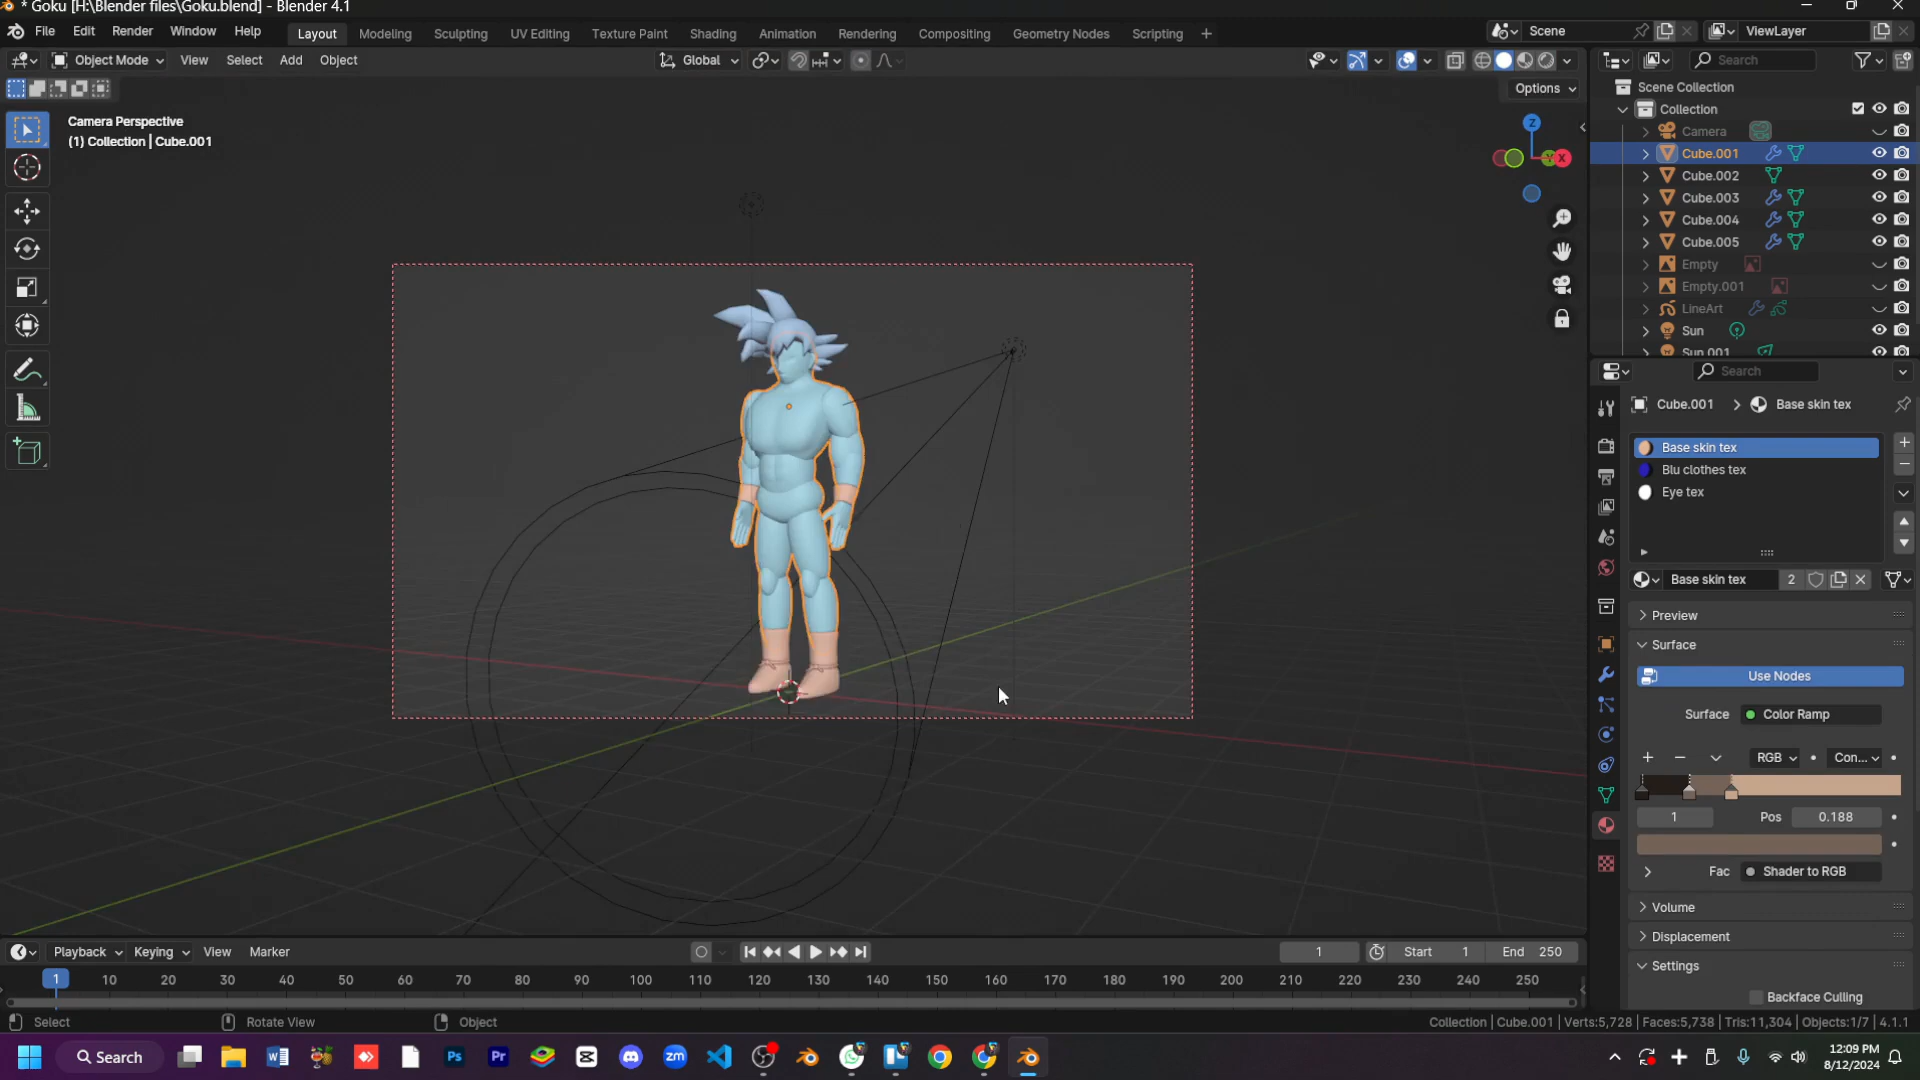 * Goku [H:\Blender files\Goku.blend] - Blender 4.1
File Edit Render Window Help Layout Modeling Sculpting UV Editing Texture Paint Shading Animation Rendering Compositing Geometry Nodes Scripting + Scene ViewLayer
Object Mode View Select Add Object Global Search
Options
Scene Collection
Collection
Camera Perspective
(1) Collection | Cube.001
Z
X
Camera
Cube.001
Cube.002
Cube.003
Cube.004
Cube.005
Empty
Empty.001
LineArt
Sun
Sun.001
Search
Cube.001 > Base skin tex
Base skin tex
Blu clothes tex
Eye tex
Base skin tex 2
Preview
Surface
Use Nodes
Surface Color Ramp
RGB Con...
1 Pos 0.188
Fac Shader to RGB
Volume
Displacement
Settings
Backface Culling
Playback Keying View Marker 1 Start 1 End 250
1 10 20 30 40 50 60 70 80 90 100 110 120 130 140 150 160 170 180 190 200 210 220 230 240 250
Select Rotate View Object Collection | Cube.001 | Verts:5,728 | Faces:5,738 | Tris:11,304 | Objects:1/7 | 4.1.1
Search W Ps Pr zm 12:09 PM
8/12/2024